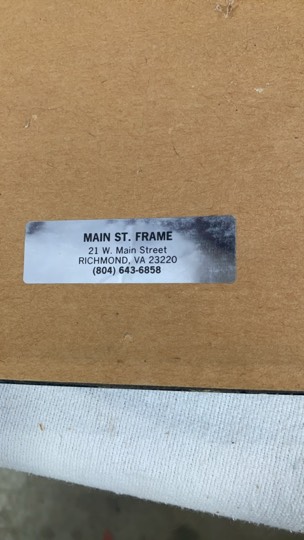 MAIN ST. FRAME
21 W. Main Street
RICHMOND, VA 23220
(804) 643-6858